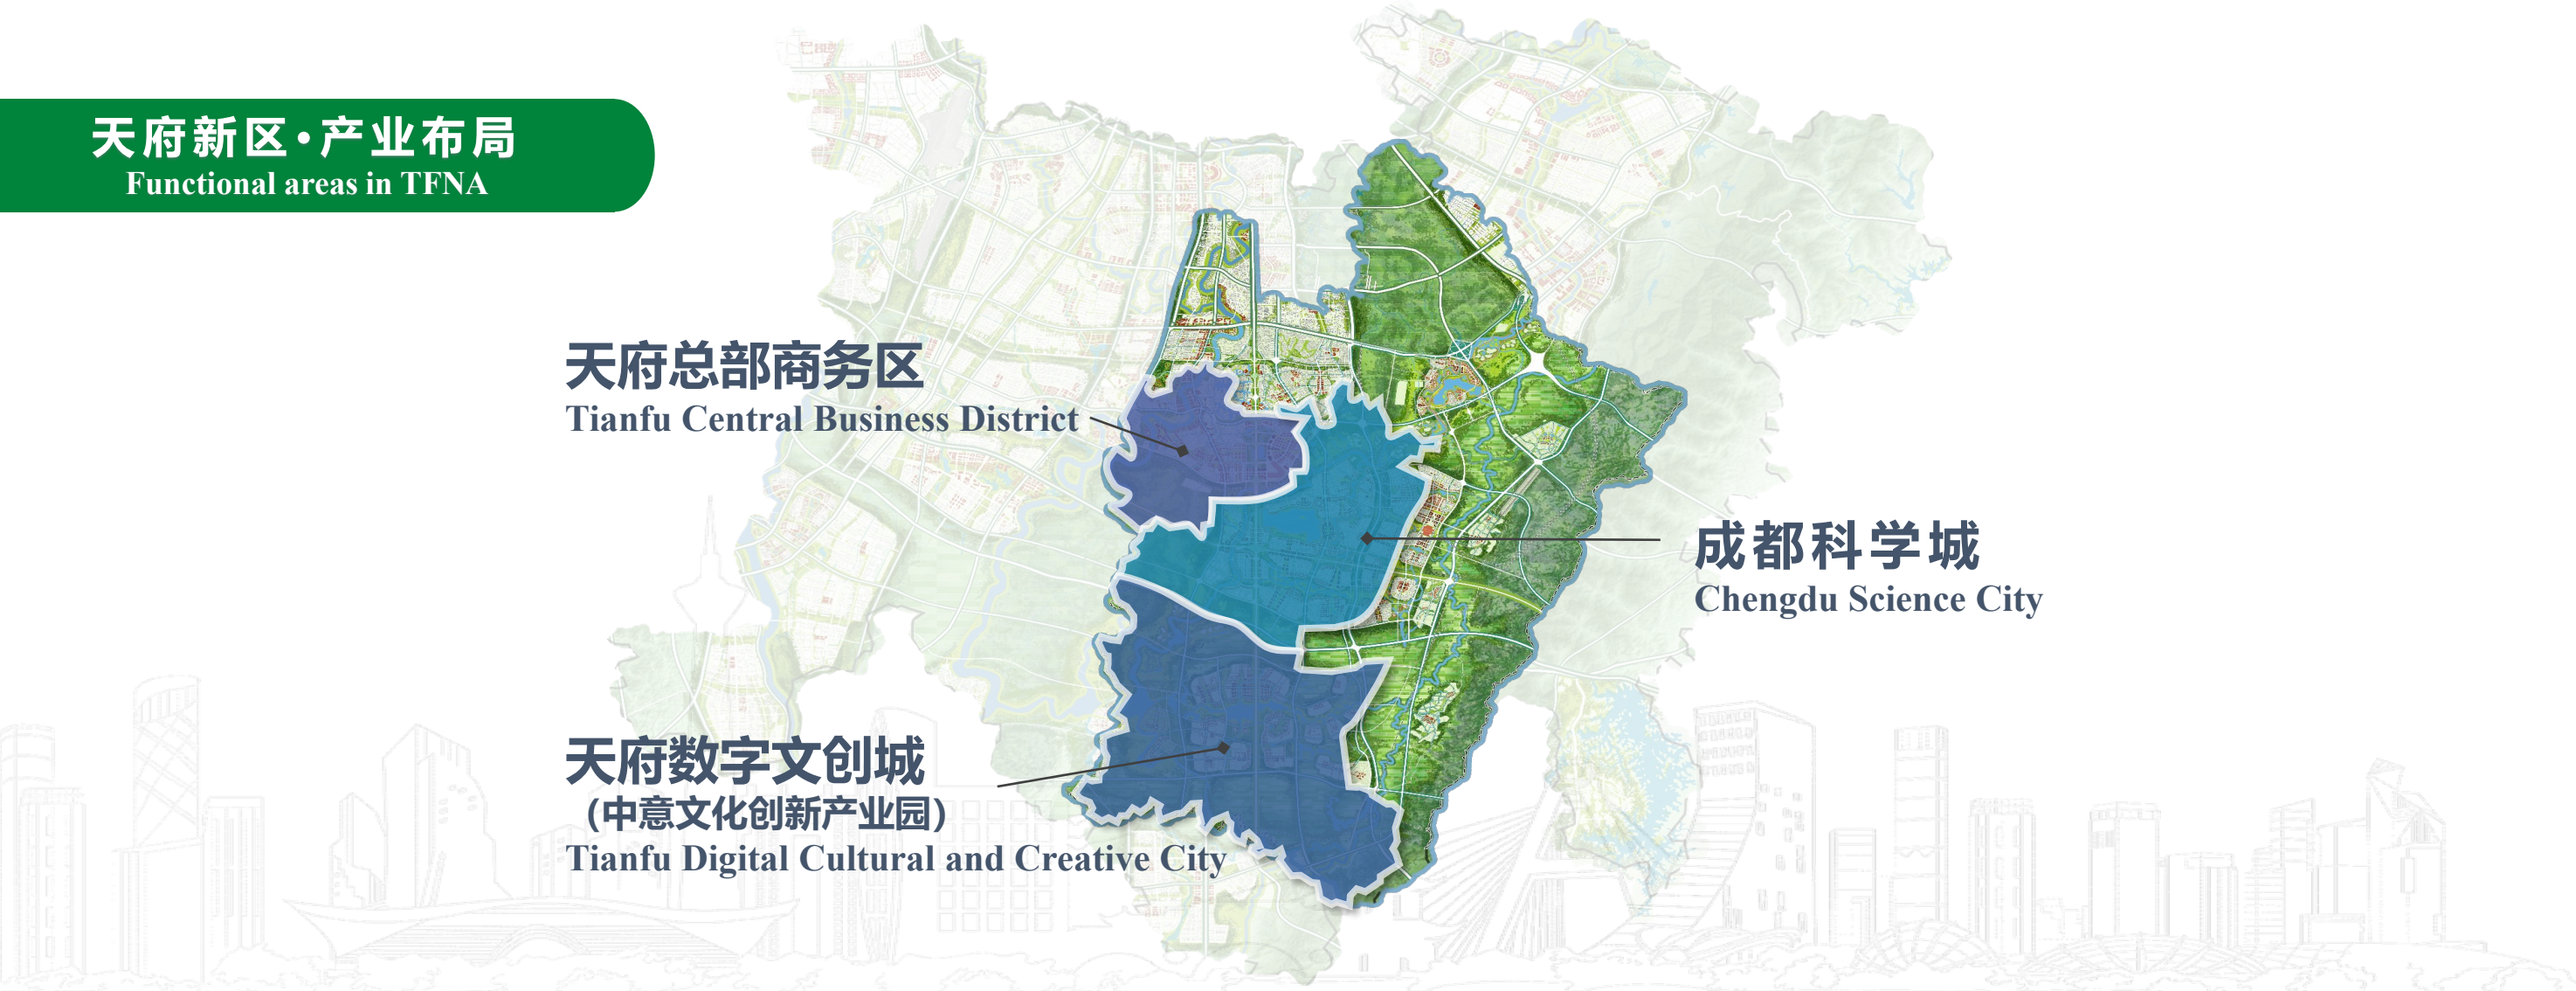 天府新区·产业布局
Functional areas in TFNA
天府总部商务区
Tianfu Central Business District
成都科学城
Chengdu Science City
天府数字文创城
(中意文化创新产业园)
Tianfu Digital Cultural and Creative City